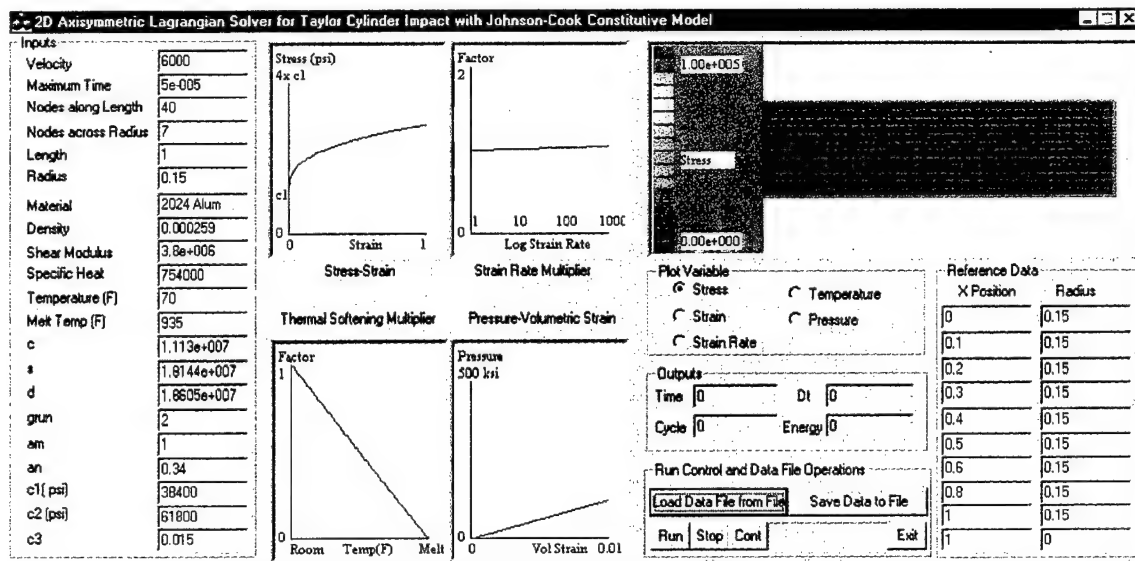 2D Axisymmetric Lagrangian Solver for Taylor Cylinder Impact with Johnson-Cook Constitutive Model
Inputs
Velocity 6000
Maximum Time 5e-005
Nodes along Length 40
Nodes across Radius 7
Length 1
Radius 0.15
Material 2024 Alum
Density 0.000259
Shear Modulus 3.8e+006
Specific Heat 754000
Temperature (F) 70
Melt Temp (F) 935
c 1.113e+007
s 1.8144e+007
d 1.8605e+007
grun 2
am 1
an 0.34
c1( psi) 38400
c2 (psi) 61800
c3 0.015
Stress (psi)
4x c1
c1
0
0 Strain 1
Stress-Strain
Factor
2
0
1 10 100 1000
Log Strain Rate
Strain Rate Multiplier
Thermal Softening Multiplier
Factor
1
0
Room Temp(F) Melt
Pressure-Volumetric Strain
Pressure
500 ksi
0
0 Vol Strain 0.01
1.00e+005
Stress
0.00e+000
Plot Variable
Stress
Temperature
Strain
Pressure
Strain Rate
Outputs
Time 0 Dt 0
Cycle 0 Energy 0
Run Control and Data File Operations
Load Data File from File Save Data to File
Run Stop Cont Exit
Reference Data
X Position Radius
0 0.15
0.1 0.15
0.2 0.15
0.3 0.15
0.4 0.15
0.5 0.15
0.6 0.15
0.8 0.15
1 0.15
1 0